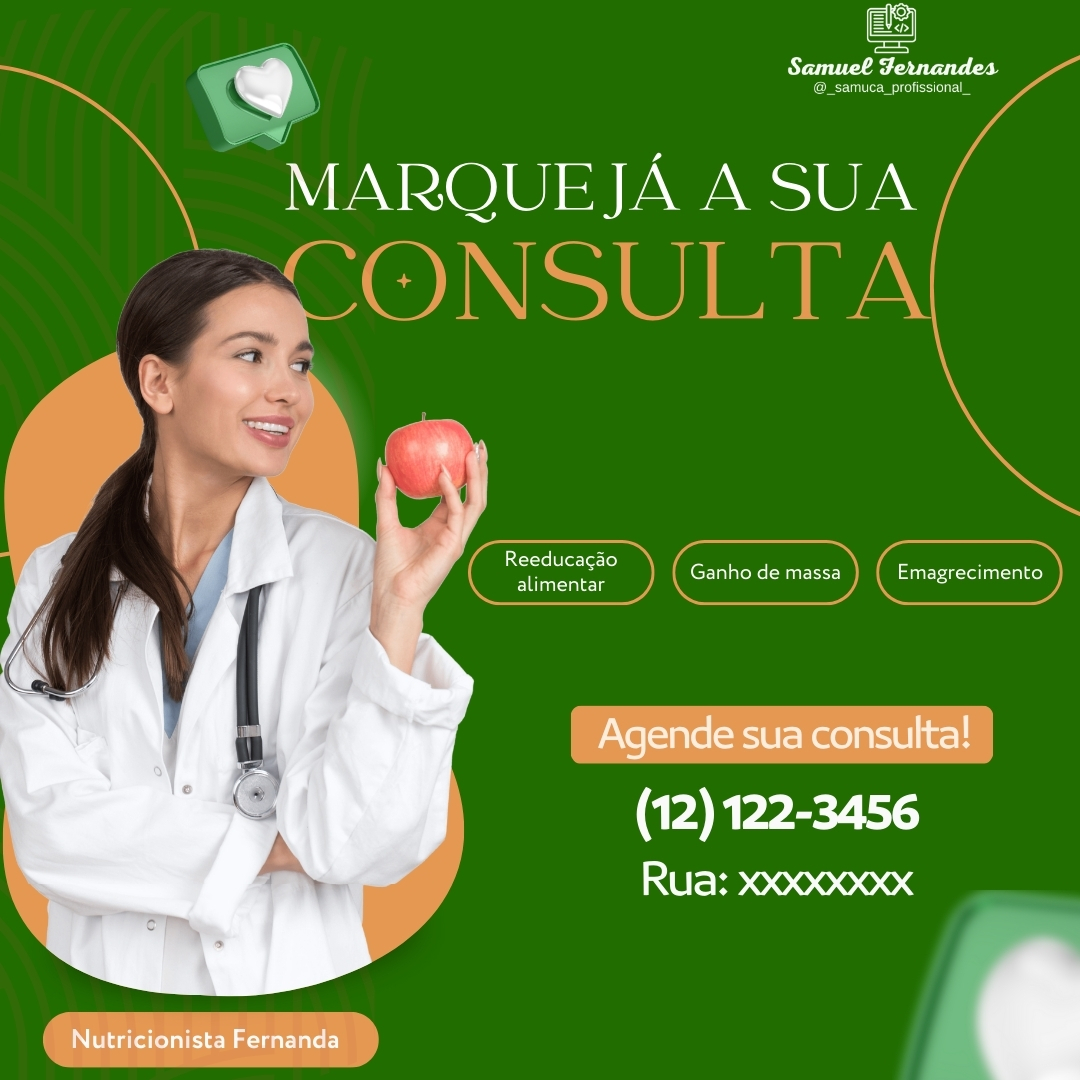 Samuel Fernandes
@_samuca_profissional_
MARQUE JÁ A SUA
CONSULTA
Reeducação
alimentar
Ganho de massa
Emagrecimento
Agende sua consulta!
(12) 122-3456
Rua: xxxxxxxx
Nutricionista Fernanda